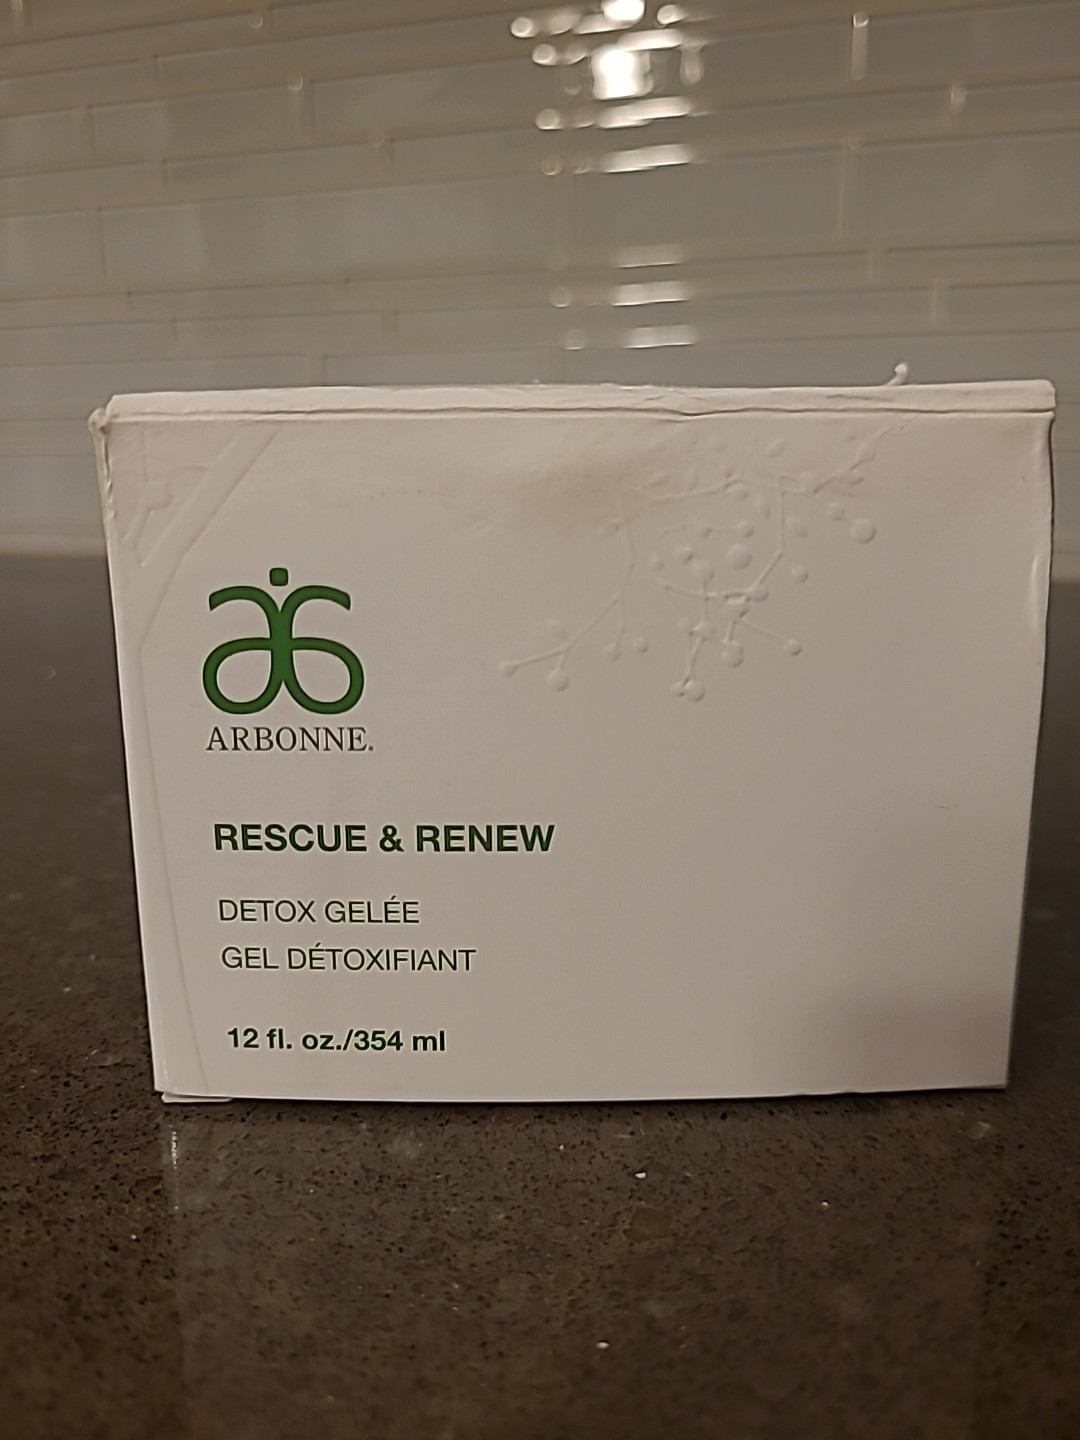 ARBONNE.
RESCUE & RENEW
DETOX GELÉE
GEL DÉTOXIFIANT
12 fl. oz./354 ml